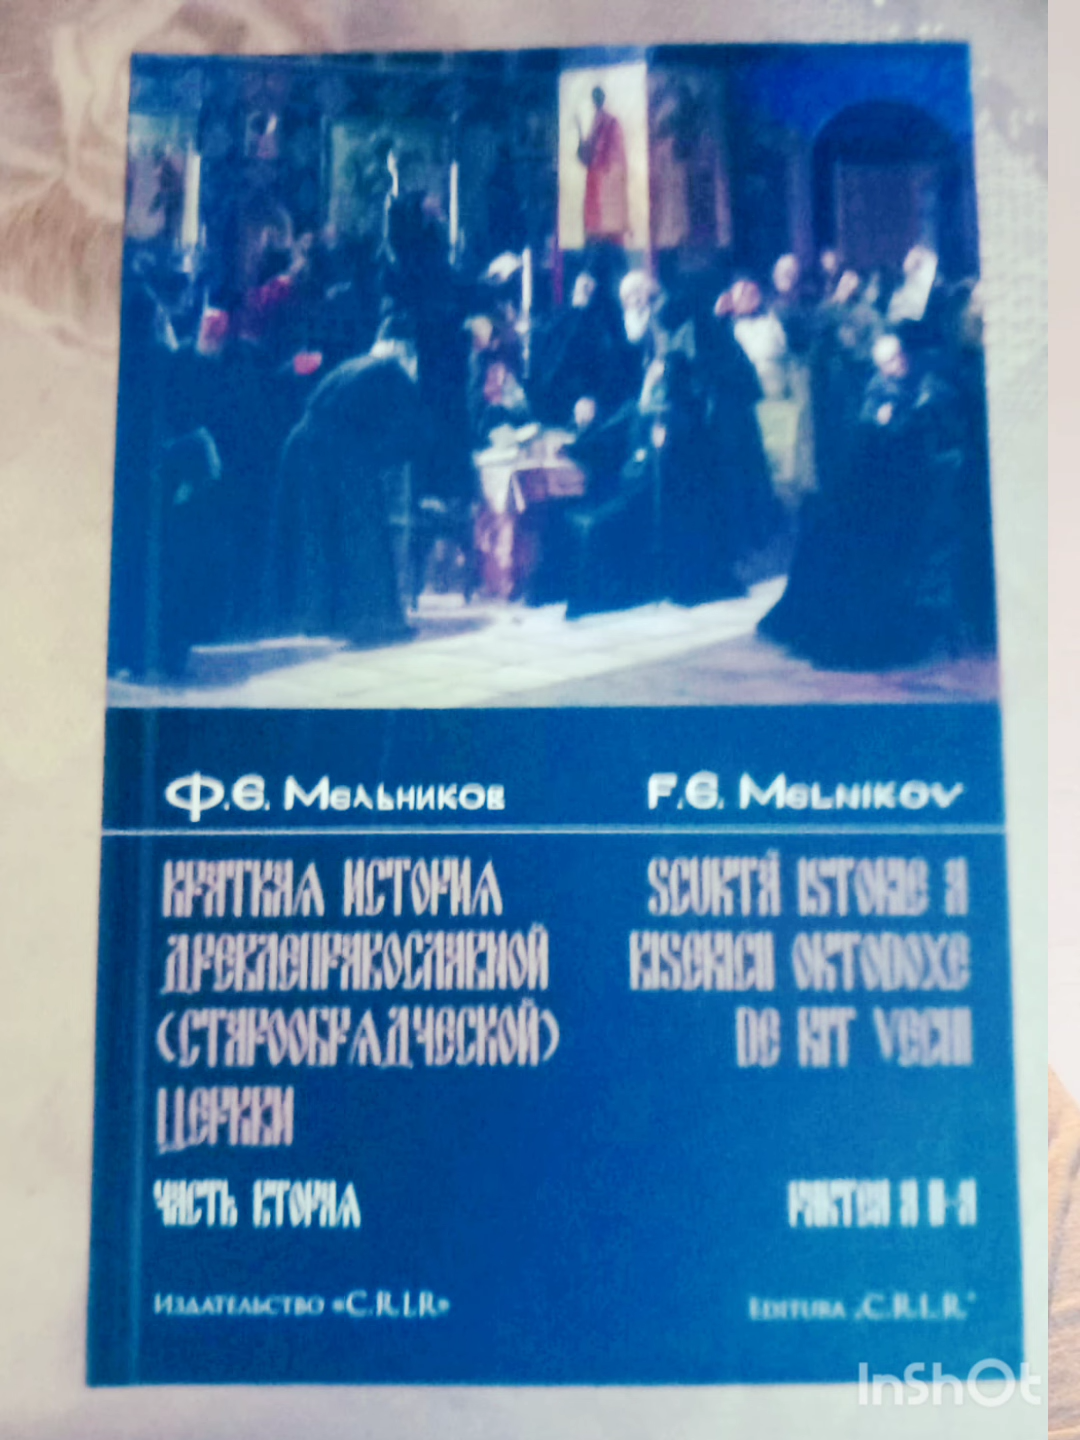 Ф.Е. Мельников
F.E. Melnikov
КРАТКАЯ ИСТОРИЯ
ДРЕВЛЕПРАВОСЛАВНОЙ
(СТАРООБРЯДЧЕСКОЙ)
ЦЕРКВИ
ЧАСТЬ ВТОРАЯ
SCURTĂ ISTORIE A
BISERICII ORTODOXE
DE RIT VECHI
PARTEA A II-A
Издательство «C.R.L.R»
Editura „C.R.L.R.”
InShOt